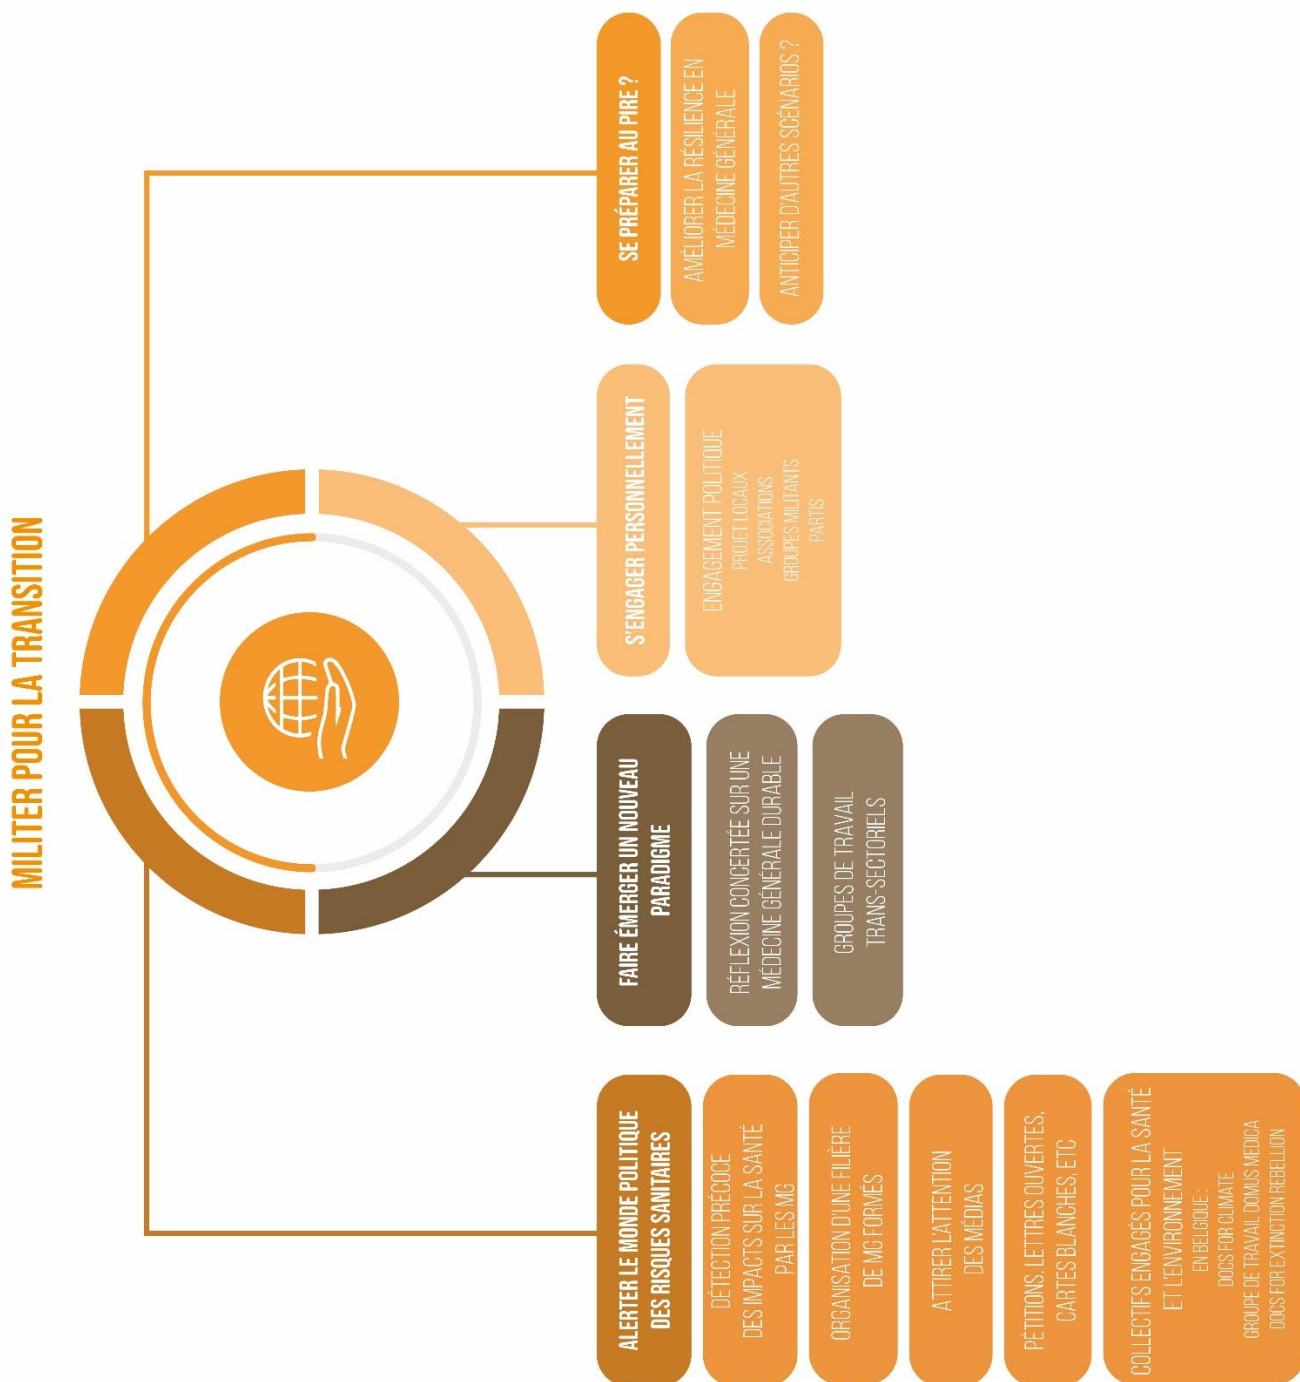 MILITER POUR LA TRANSITION
ALERTER LE MONDE POLITIQUE
DES RISQUES SANITAIRES
DÉTECTION PRÉCOCE
DES IMPACTS SUR LA SANTÉ
PAR LES MG
ORGANISATION D'UNE FILIÈRE
DE MG FORMÉS
ATTIRER L'ATTENTION
DES MÉDIAS
PÉTITIONS, LETTRES OUVERTES,
CARTES BLANCHES, ETC
COLLECTIFS ENGAGÉS POUR LA SANTÉ
ET L'ENVIRONNEMENT
EN BELGIQUE :
DOCS FOR CLIMATE
GROUPE DE TRAVAIL DOMUS MEDICA
DOCS FOR EXTINCTION REBELLION
FAIRE ÉMERGER UN NOUVEAU
PARADIGME
RÉFLEXION CONCERTÉE SUR UNE
MÉDECINE GÉNÉRALE DURABLE
GROUPES DE TRAVAIL
TRANS-SECTORIELS
S'ENGAGER PERSONNELLEMENT
ENGAGEMENT POLITIQUE
PROJET LOCAUX
ASSOCIATIONS
GROUPES MILITANTS
PARTIS
SE PRÉPARER AU PIRE ?
AMÉLIORER LA RÉSILIENCE EN
MÉDECINE GÉNÉRALE
ANTICIPER D'AUTRES SCÉNARIOS ?